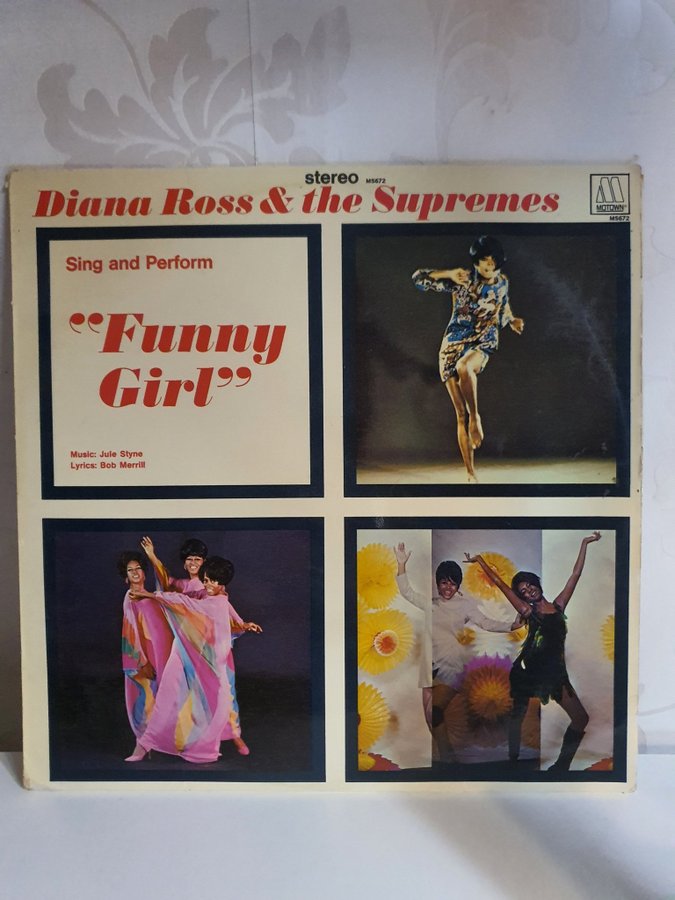 stereo MS672
Diana Ross & the Supremes
MOTOWN
MS672
Sing and Perform
“Funny
Girl”
Music: Jule Styne
Lyrics: Bob Merrill